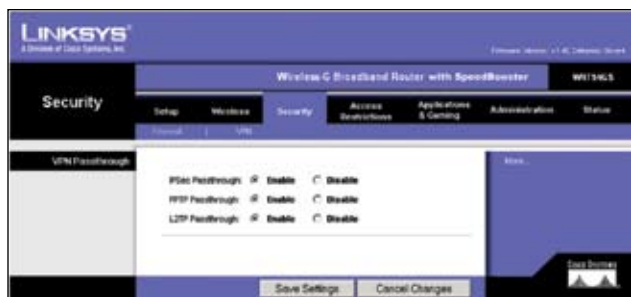 LINKSYS®
A Division of Cisco Systems, Inc.
Wireless-G Broadband Router with SpeedBooster WRT54GS
Security
Setup Wireless Security Access Restrictions Applications & Gaming Administration Status
Firewall | VPN
VPN Passthrough
IPSec Passthrough: Enable Disable
PPTP Passthrough: Enable Disable
L2TP Passthrough: Enable Disable
More...
Cisco Systems
Save Settings Cancel Changes